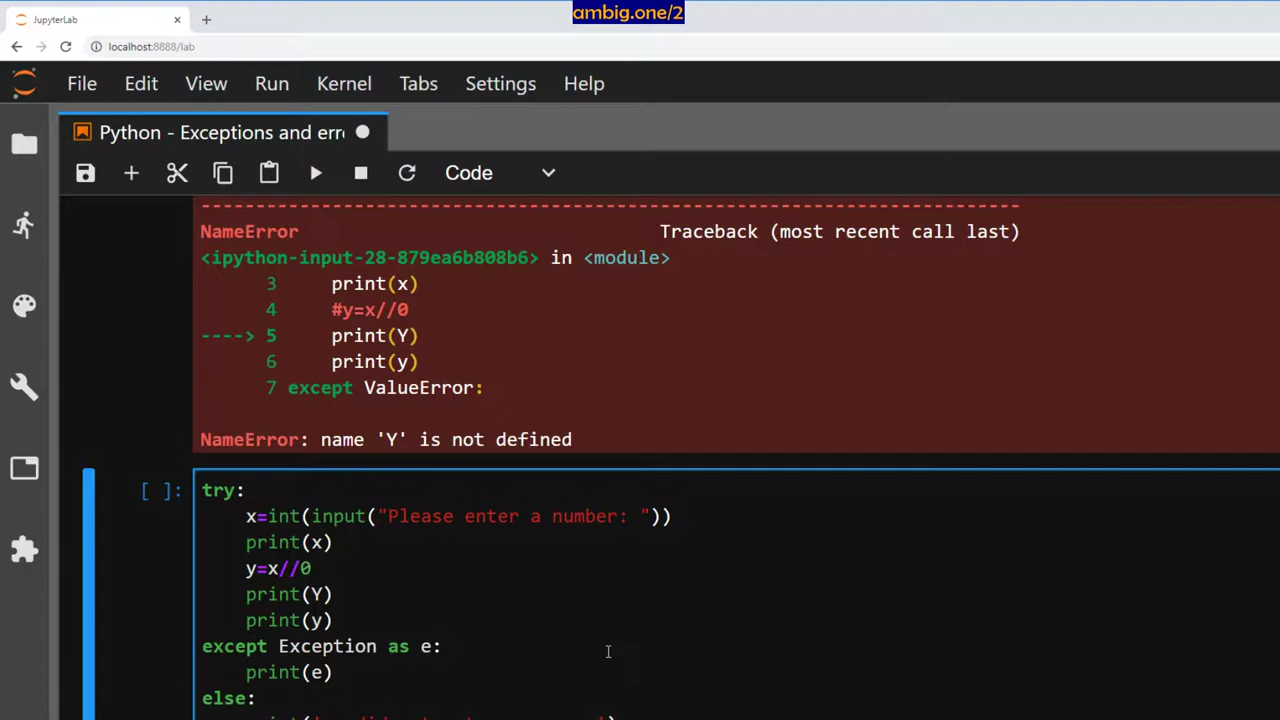 ambig.one/2
JupyterLab
localhost:8888/lab
File Edit View Run Kernel Tabs Settings Help
Python - Exceptions and erro
Code
--------------------------------------------------------------------------
NameError Traceback (most recent call last)
<ipython-input-28-879ea6b808b6> in <module>
3 print(x)
4 #y=x//0
----> 5 print(Y)
6 print(y)
7 except ValueError:
NameError: name 'Y' is not defined
[ ]: try:
x=int(input("Please enter a number: "))
print(x)
y=x//0
print(Y)
print(y)
except Exception as e:
print(e)
else: